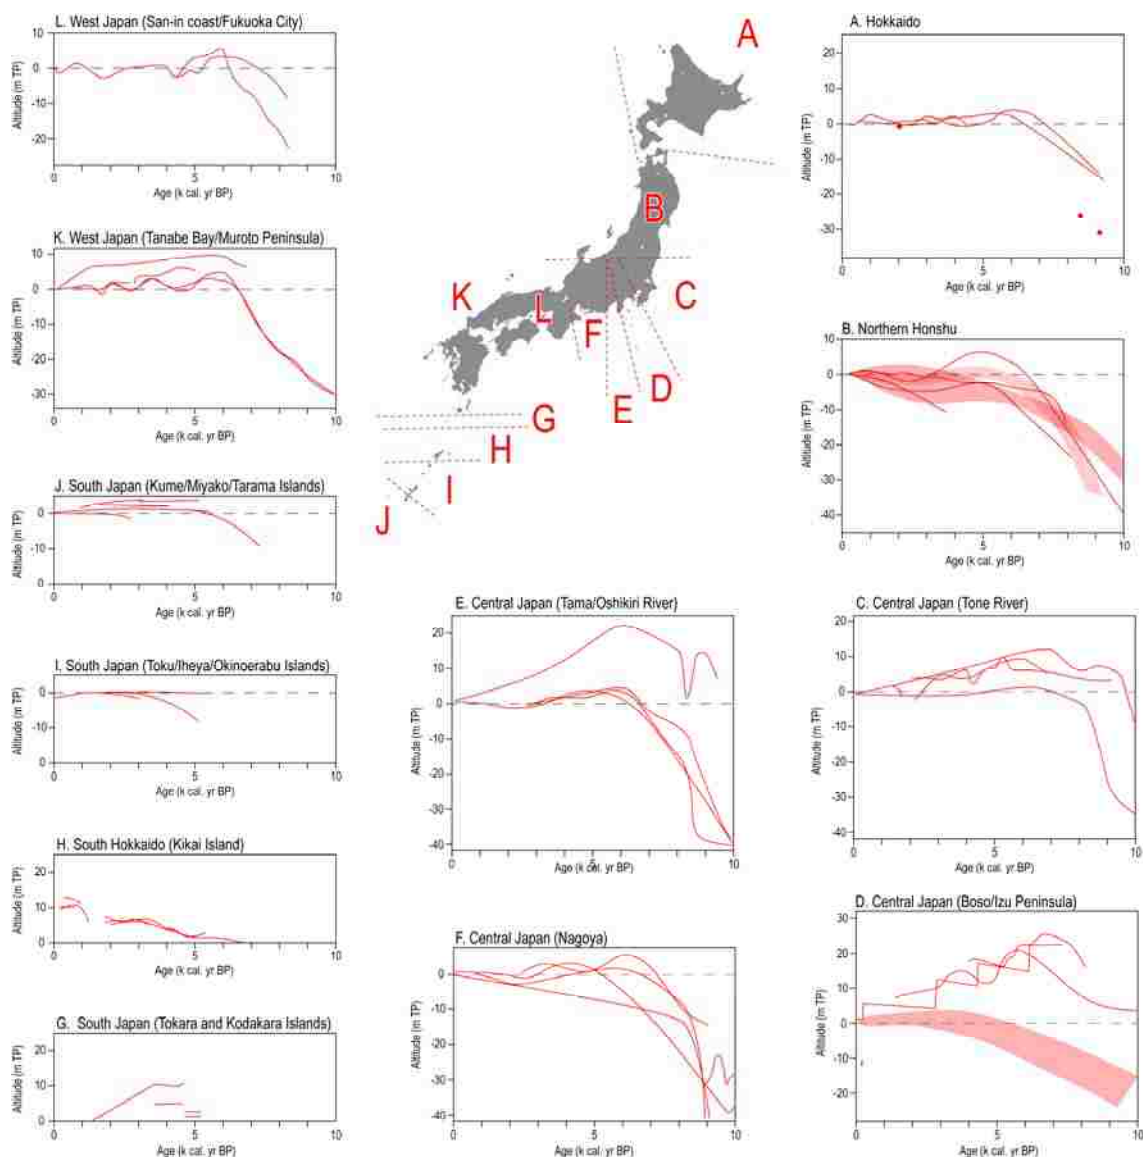 L. West Japan (San-in coast/Fukuoka City)
Altitude (m TP)
10
0
-10
-20
0 5 10
Age (k cal. yr BP)
K. West Japan (Tanabe Bay/Muroto Peninsula)
Altitude (m TP)
10
0
-10
-20
-30
0 5 10
Age (k cal. yr BP)
J. South Japan (Kume/Miyako/Tarama Islands)
Altitude (m TP)
0
-10
0
0 5 10
Age (k cal. yr BP)
I. South Japan (Toku/Iheya/Okinoerabu Islands)
Altitude (m TP)
0
-10
0
0 5 10
Age (k cal. yr BP)
H. South Hokkaido (Kikai Island)
Altitude (m TP)
20
10
0
0 5 10
Age (k cal. yr BP)
G. South Japan (Tokara and Kodakara Islands)
Altitude (m TP)
20
10
0
0 5 10
Age (k cal. yr BP)
A
B
C
K
L
F
D
E
G
H
I
J
E. Central Japan (Tama/Oshikiri River)
Altitude (m TP)
20
10
0
-10
-20
-30
-40
0 5 10
Age (k cal. yr BP)
F. Central Japan (Nagoya)
Altitude (m TP)
0
-10
-20
-30
-40
0 5 10
Age (k cal. yr BP)
A. Hokkaido
Altitude (m TP)
20
10
0
-10
-20
-30
0 5 10
Age (k cal. yr BP)
B. Northern Honshu
Altitude (m TP)
10
0
-10
-20
-30
-40
0 5 10
Age (k cal. yr BP)
C. Central Japan (Tone River)
Altitude (m TP)
20
10
0
-10
-20
-30
-40
0 5 10
Age (k cal. yr BP)
D. Central Japan (Boso/Izu Peninsula)
Altitude (m TP)
30
20
10
0
-10
-20
0 5 10
Age (k cal. yr BP)